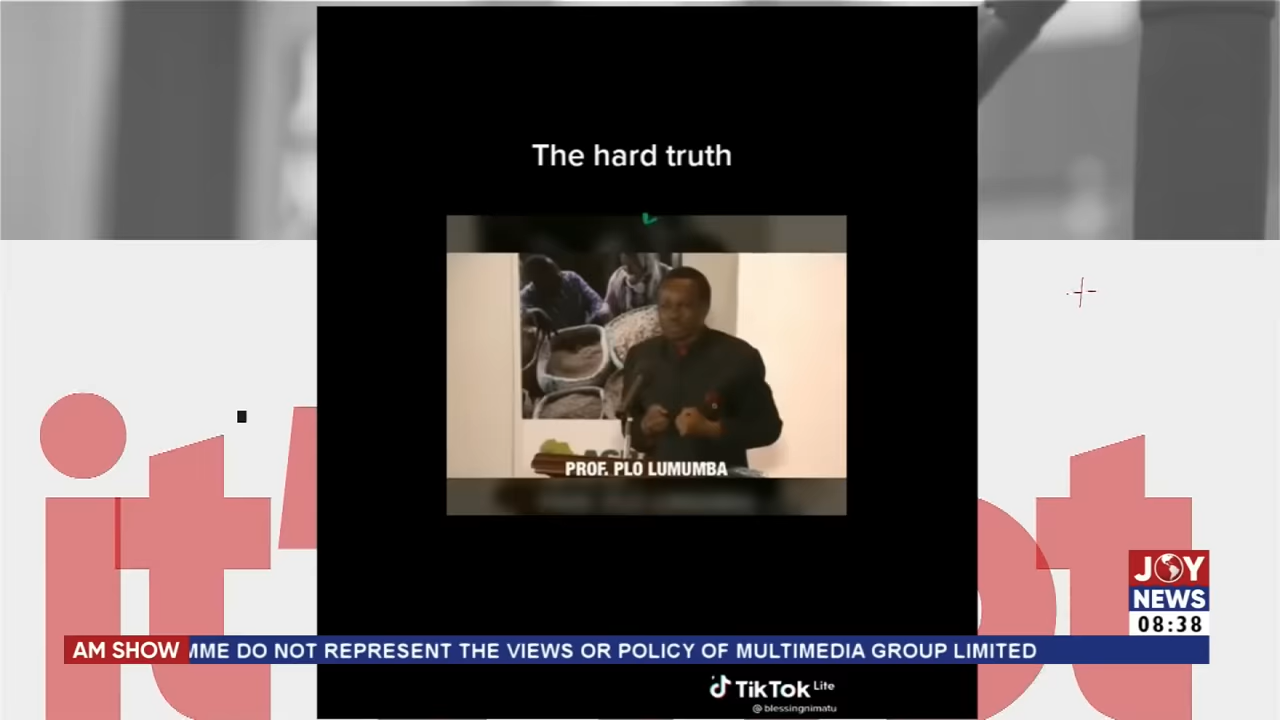 The hard truth
PROF. PLO LUMUMBA
JOY
NEWS
08:38
AM SHOW
MME DO NOT REPRESENT THE VIEWS OR POLICY OF MULTIMEDIA GROUP LIMITED
TikTok Lite
@blessingnimatu